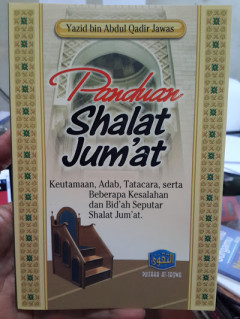 Yazid bin Abdul Qadir Jawas
Panduan
Shalat
Jum'at
Keutamaan, Adab, Tatacara, serta
Beberapa Kesalahan
dan Bid'ah Seputar
Shalat Jum'at.
التقوى
PUSTAKA AT-TAQWA